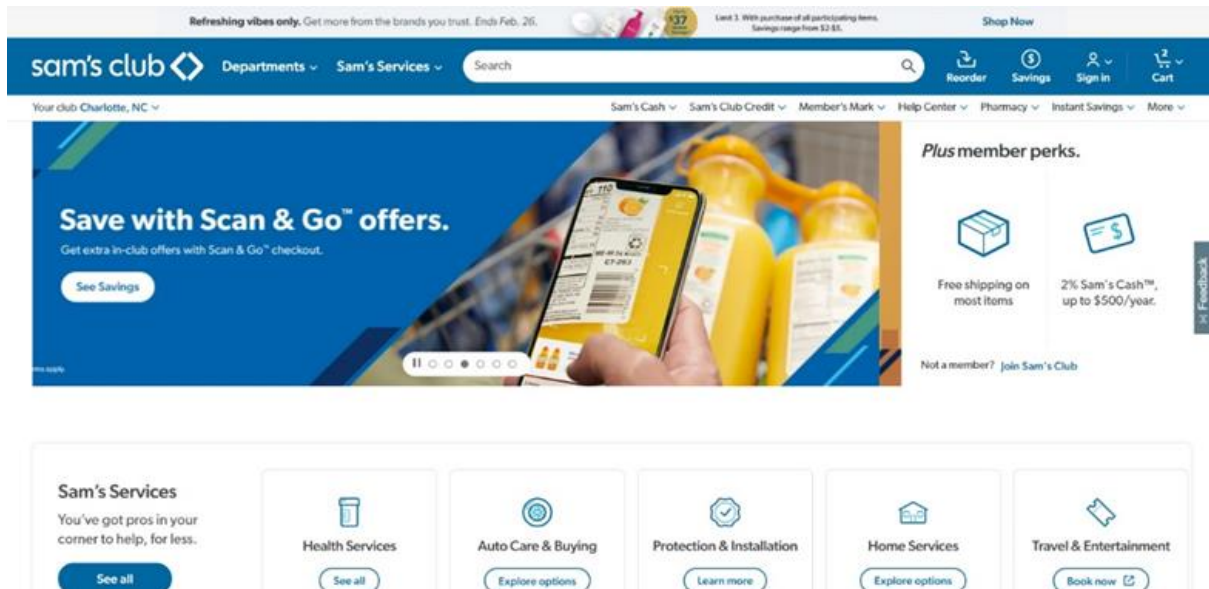 Refreshing vibes only. Get more from the brands you trust. Ends Feb. 26.
$37
Limit 3. With purchase of all participating items.
Savings range from $2-$5.
Shop Now
sam's club
Departments
Sam's Services
Search
Reorder
Savings
Sign in
2
Cart
Your club Charlotte, NC
Sam's Cash
Sam's Club Credit
Member's Mark
Help Center
Pharmacy
Instant Savings
More
Save with Scan & Go™ offers.
Get extra in-club offers with Scan & Go™ checkout.
See Savings
110
C7-263
Plus member perks.
Free shipping on
most items
2% Sam's Cash™,
up to $500/year.
Not a member? Join Sam's Club
Feedback
Sam's Services
You've got pros in your
corner to help, for less.
See all
Health Services
See all
Auto Care & Buying
Explore options
Protection & Installation
Learn more
Home Services
Explore options
Travel & Entertainment
Book now